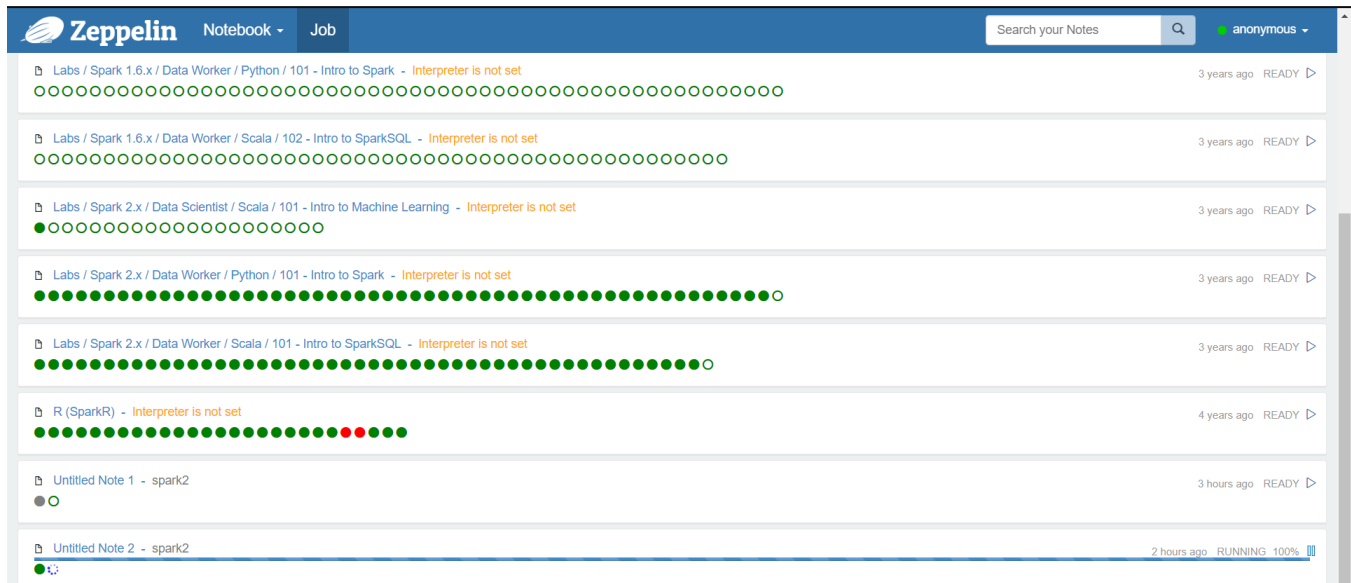 Zeppelin Notebook Job Search your Notes anonymous
Labs / Spark 1.6.x / Data Worker / Python / 101 - Intro to Spark - Interpreter is not set 3 years ago READY
Labs / Spark 1.6.x / Data Worker / Scala / 102 - Intro to SparkSQL - Interpreter is not set 3 years ago READY
Labs / Spark 2.x / Data Scientist / Scala / 101 - Intro to Machine Learning - Interpreter is not set 3 years ago READY
Labs / Spark 2.x / Data Worker / Python / 101 - Intro to Spark - Interpreter is not set 3 years ago READY
Labs / Spark 2.x / Data Worker / Scala / 101 - Intro to SparkSQL - Interpreter is not set 3 years ago READY
R (SparkR) - Interpreter is not set 4 years ago READY
Untitled Note 1 - spark2 3 hours ago READY
Untitled Note 2 - spark2 2 hours ago RUNNING 100%